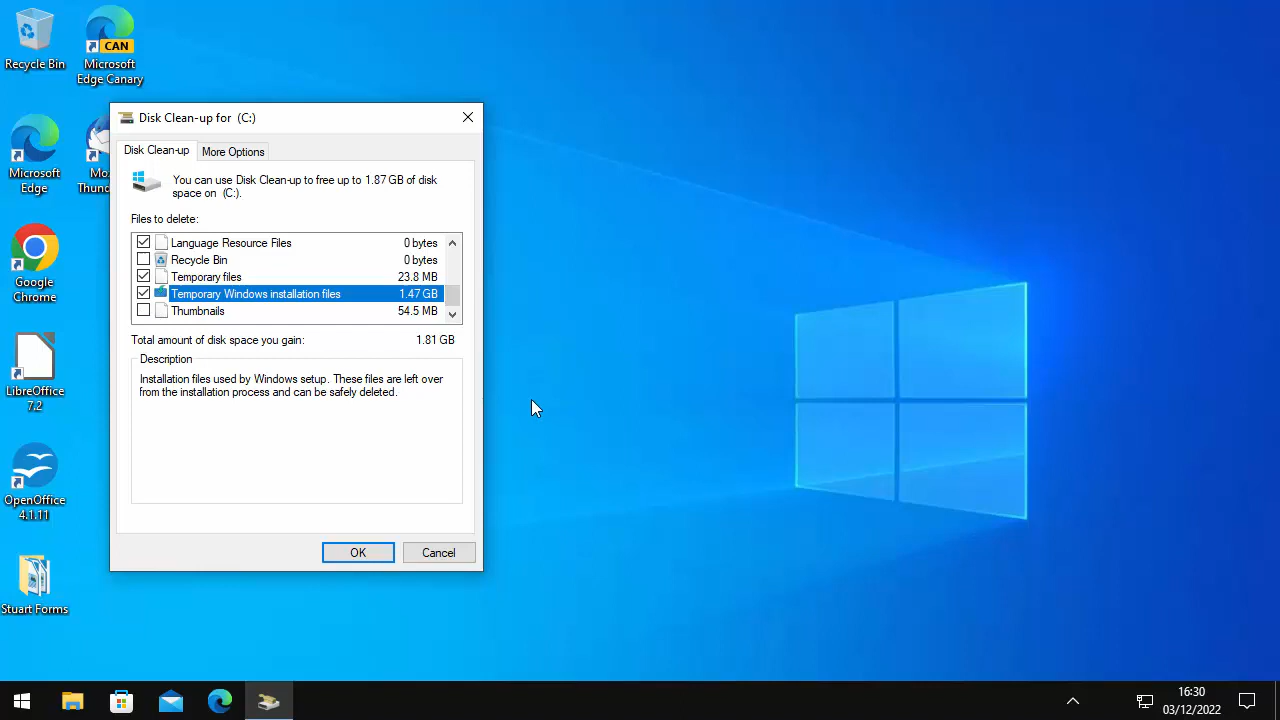 Recycle Bin
CAN
Microsoft
Edge Canary
Microsoft
Edge
Moz
Thund
Google
Chrome
LibreOffice
7.2
OpenOffice
4.1.11
Stuart Forms
Disk Clean-up for (C:)
Disk Clean-up
More Options
You can use Disk Clean-up to free up to 1.87 GB of disk
space on (C:).
Files to delete:
Language Resource Files 0 bytes
Recycle Bin 0 bytes
Temporary files 23.8 MB
Temporary Windows installation files 1.47 GB
Thumbnails 54.5 MB
Total amount of disk space you gain: 1.81 GB
Description
Installation files used by Windows setup. These files are left over
from the installation process and can be safely deleted.
OK
Cancel
16:30
03/12/2022